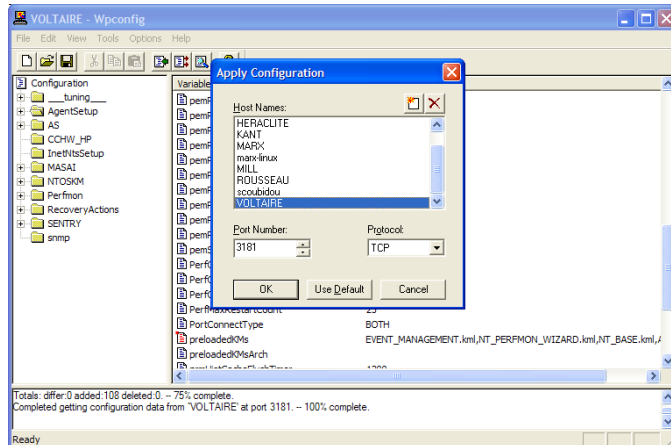 VOLTAIRE - Wpconfig
File Edit View Tools Options Help
Configuration
__tuning__
AgentSetup
AS
CCHW_HP
InetNtsSetup
MASAI
NTOSKM
Perfmon
RecoveryActions
SENTRY
snmp
Variable
Apply Configuration
Host Names:
HERACLITE
KANT
MARX
marx-linux
MILL
ROUSSEAU
scoubidou
VOLTAIRE
Port Number:
Protocol:
3181
TCP
OK
Use Default
Cancel
PerfMaxRestartCount
PortConnectType BOTH
preloadedKMs EVENT_MANAGEMENT.kml,NT_PERFMON_WIZARD.kml,NT_BASE.kml,
preloadedKMsArch
Totals: differ:0 added:108 deleted:0. -- 75% complete.
Completed getting configuration data from 'VOLTAIRE' at port 3181. -- 100% complete.
Ready